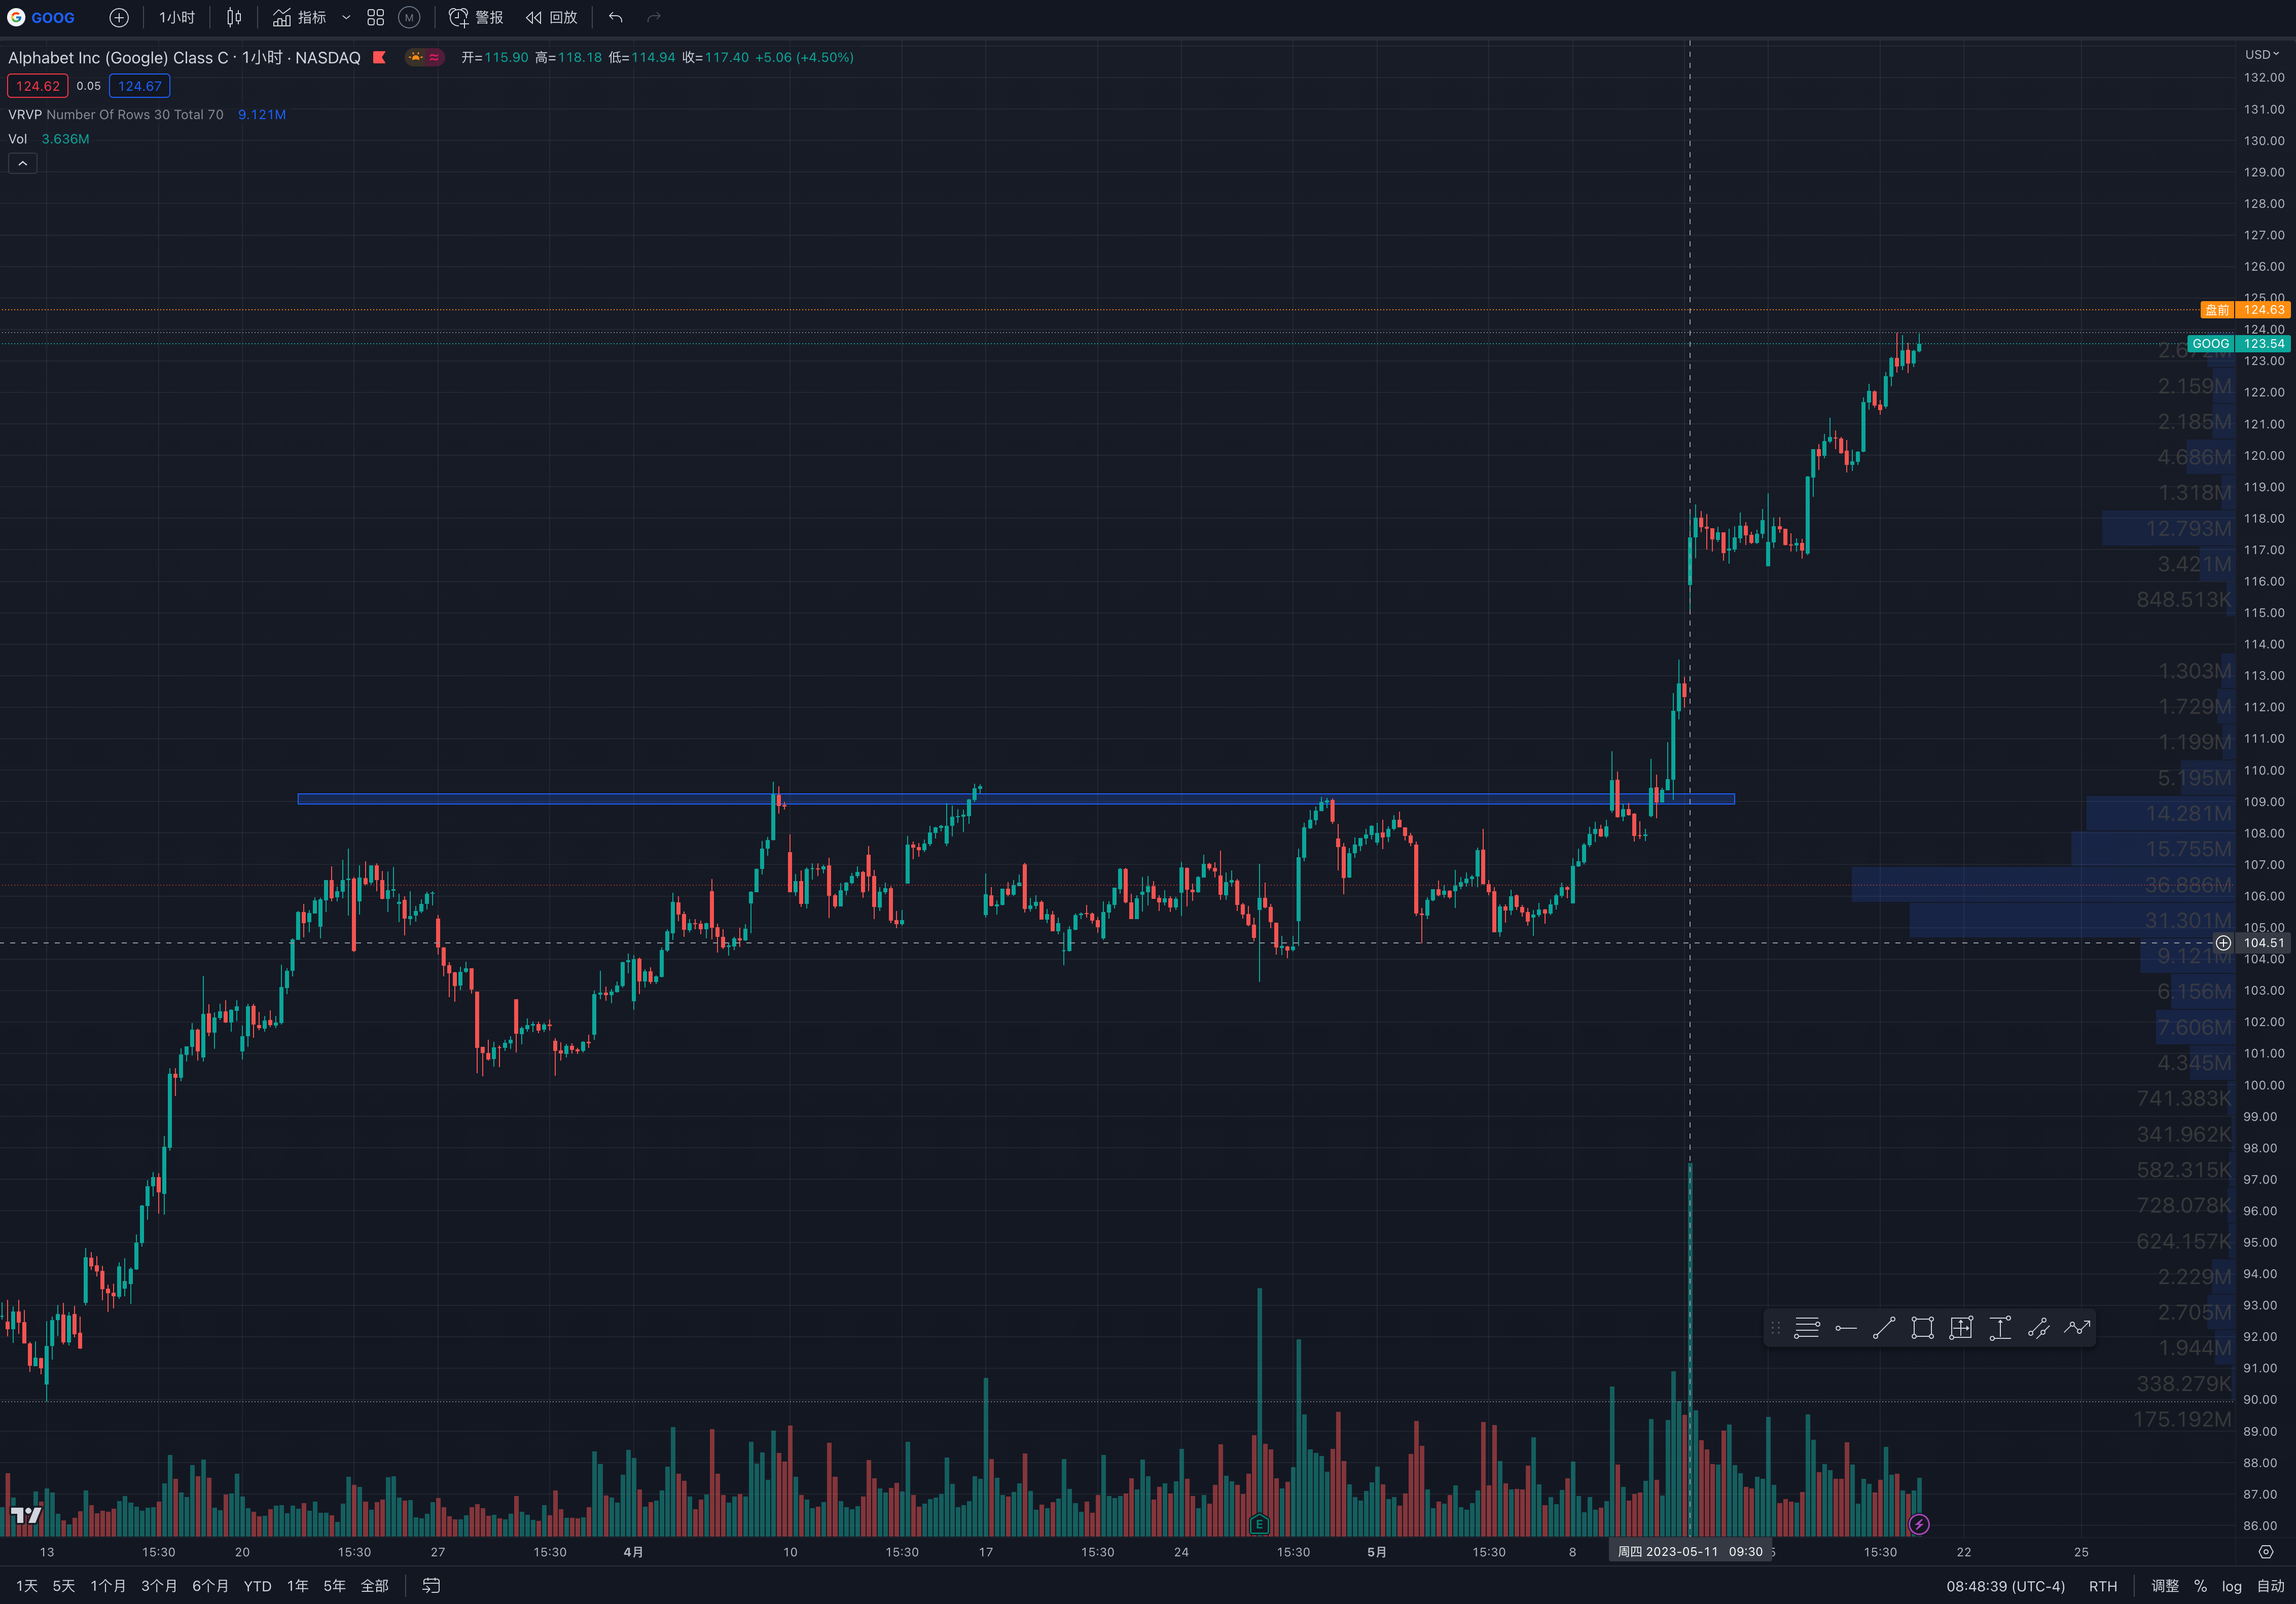 GOOG 1小时 指标 M 警报 回放
Alphabet Inc (Google) Class C · 1小时 · NASDAQ 开=115.90 高=118.18 低=114.94 收=117.40 +5.06 (+4.50%)
USD
124.62 0.05 124.67
VRVP Number Of Rows 30 Total 70 9.121M
Vol 3.636M
132.00
131.00
130.00
129.00
128.00
127.00
126.00
125.00
盘前 124.63
124.00
GOOG 123.54
123.00
2.159M
122.00
2.185M
121.00
4.686M
120.00
1.318M
119.00
12.793M
118.00
117.00
3.421M
116.00
848.513K
115.00
114.00
1.303M
113.00
1.729M
112.00
1.199M
111.00
5.195M
110.00
14.281M
109.00
108.00
15.755M
107.00
36.886M
106.00
31.301M
105.00
104.51
9.121M
104.00
6.156M
103.00
7.606M
102.00
4.345M
101.00
100.00
741.383K
99.00
341.962K
98.00
582.315K
97.00
728.078K
96.00
624.157K
95.00
2.229M
94.00
2.705M
93.00
1.944M
92.00
91.00
338.279K
90.00
175.192M
89.00
88.00
87.00
86.00
E
13 15:30 20 15:30 27 15:30 4月 10 15:30 17 15:30 24 15:30 5月 15:30 8 周四 2023-05-11 09:30 15:30 22 25
1天 5天 1个月 3个月 6个月 YTD 1年 5年 全部 08:48:39 (UTC-4) RTH 调整 % log 自动